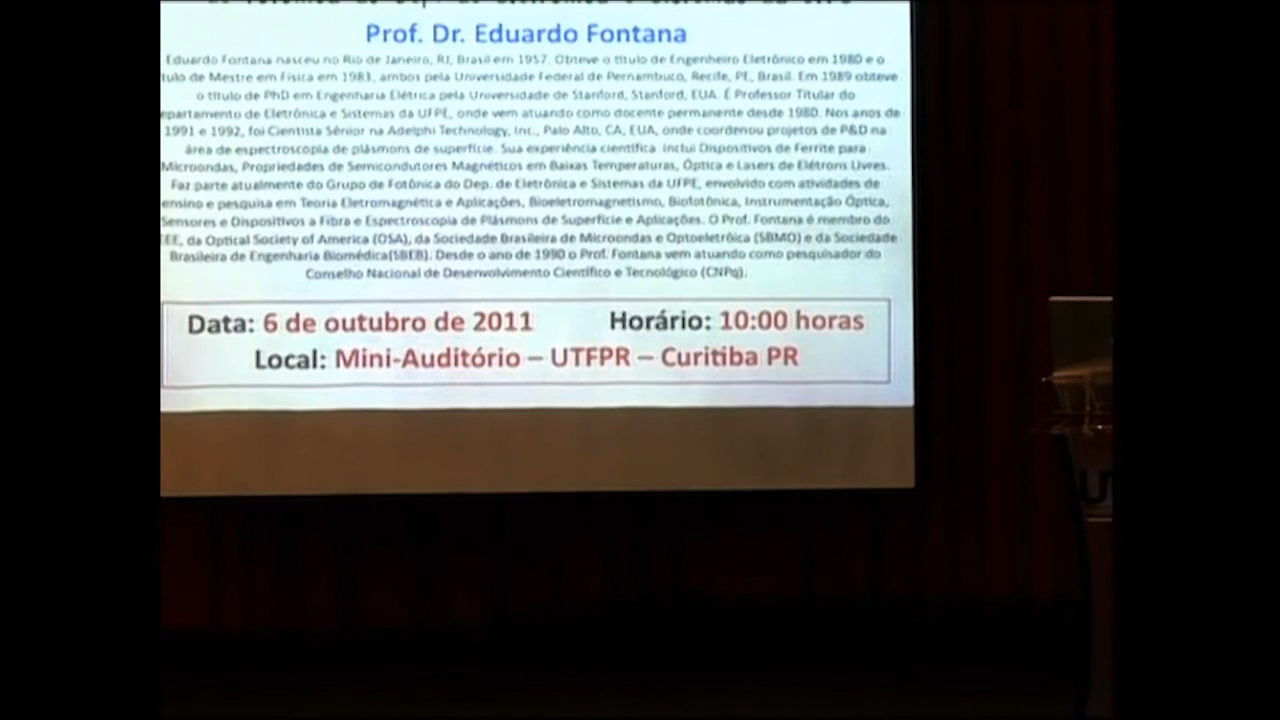 Prof. Dr. Eduardo Fontana
Eduardo Fontana nasceu no Rio de Janeiro, RJ, Brasil em 1957. Obteve o título de Engenheiro Eletrônico em 1980 e o
tulo de Mestre em Física em 1983, ambos pela Universidade Federal de Pernambuco, Recife, PE, Brasil. Em 1989 obteve
o título de PhD em Engenharia Elétrica pela Universidade de Stanford, Stanford, EUA. É Professor Titular do
epartamento de Eletrônica e Sistemas da UFPE, onde vem atuando como docente permanente desde 1980. Nos anos de
1991 e 1992, foi Cientista Sênior na Adelphi Technology, Inc., Palo Alto, CA, EUA, onde coordenou projetos de P&D na
área de espectroscopia de plásmons de superfície. Sua experiência científica inclui Dispositivos de Ferrite para
Microondas, Propriedades de Semicondutores Magnéticos em Baixas Temperaturas, Óptica e Lasers de Elétrons Livres.
Faz parte atualmente do Grupo de Fotônica do Dep. de Eletrônica e Sistemas da UFPE, envolvido com atividades de
ensino e pesquisa em Teoria Eletromagnética e Aplicações, Bioeletromagnetismo, Biofotônica, Instrumentação Óptica,
Sensores e Dispositivos a Fibra e Espectroscopia de Plásmons de Superfície e Aplicações. O Prof. Fontana é membro do
EEE, da Optical Society of America (OSA), da Sociedade Brasileira de Microondas e Optoeletrôica (SBMO) e da Sociedade
Brasileira de Engenharia Biomédica(SBEB). Desde o ano de 1990 o Prof. Fontana vem atuando como pesquisador do
Conselho Nacional de Desenvolvimento Científico e Tecnológico (CNPq).
Data: 6 de outubro de 2011 Horário: 10:00 horas
Local: Mini-Auditório – UTFPR – Curitiba PR